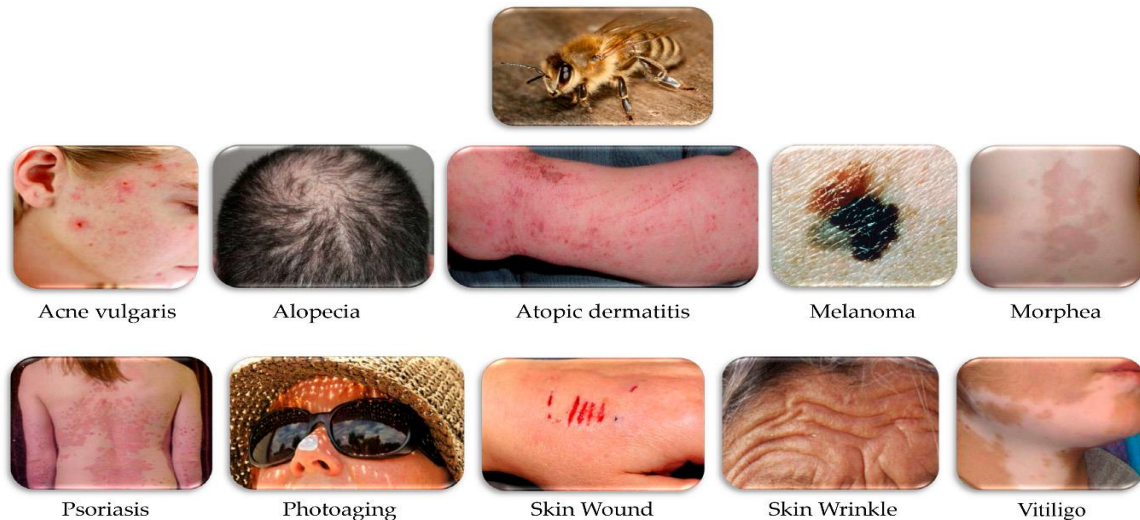 Acne vulgaris
Alopecia
Atopic dermatitis
Melanoma
Morphea
Psoriasis
Photoaging
Skin Wound
Skin Wrinkle
Vitiligo